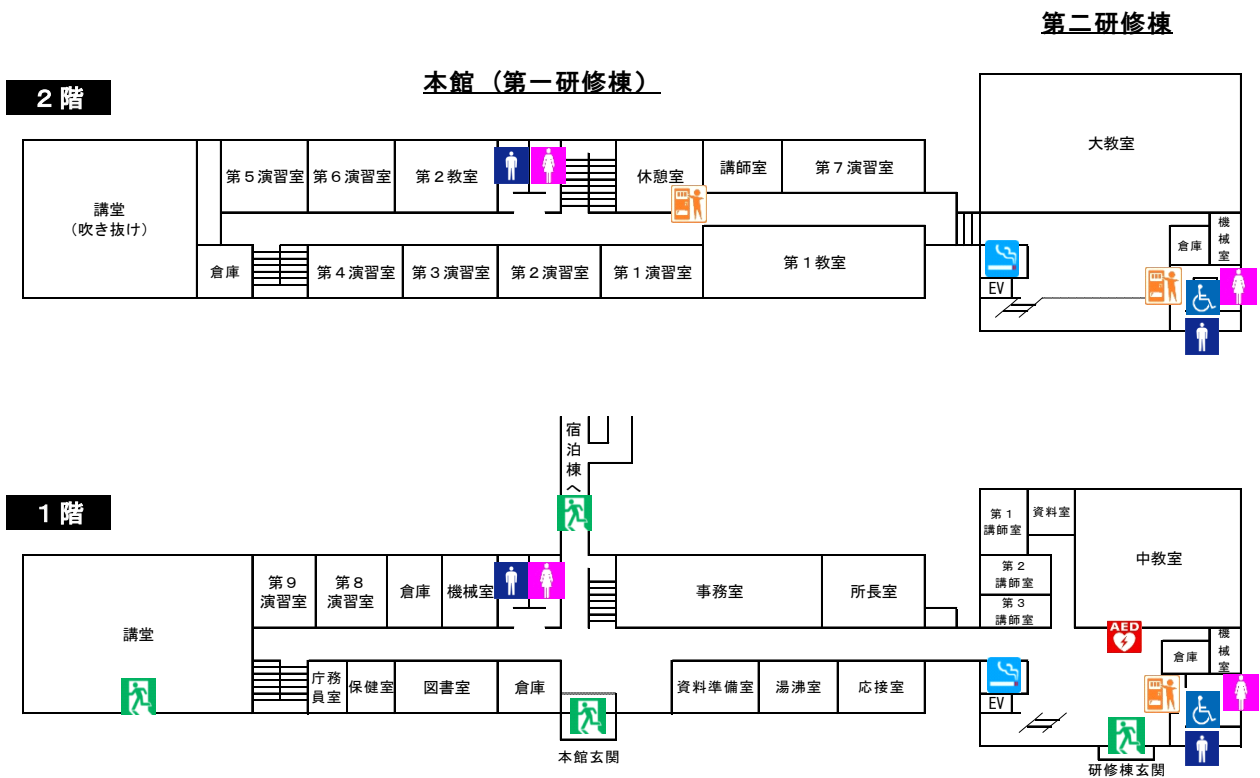 第二研修棟
本館（第一研修棟）
２階
大教室
第５演習室
第６演習室
第２教室
休憩室
講師室
第７演習室
講堂
(吹き抜け)
倉庫
第４演習室
第３演習室
第２演習室
第１演習室
第１教室
機械室
倉庫
EV
宿泊棟へ
１階
第１
講師室
資料室
中教室
第９
演習室
第８
演習室
倉庫
機械室
事務室
所長室
第２
講師室
第３
講師室
講堂
AED
機械室
倉庫
庁務
員室
保健室
図書室
倉庫
資料準備室
湯沸室
応接室
EV
本館玄関
研修棟玄関